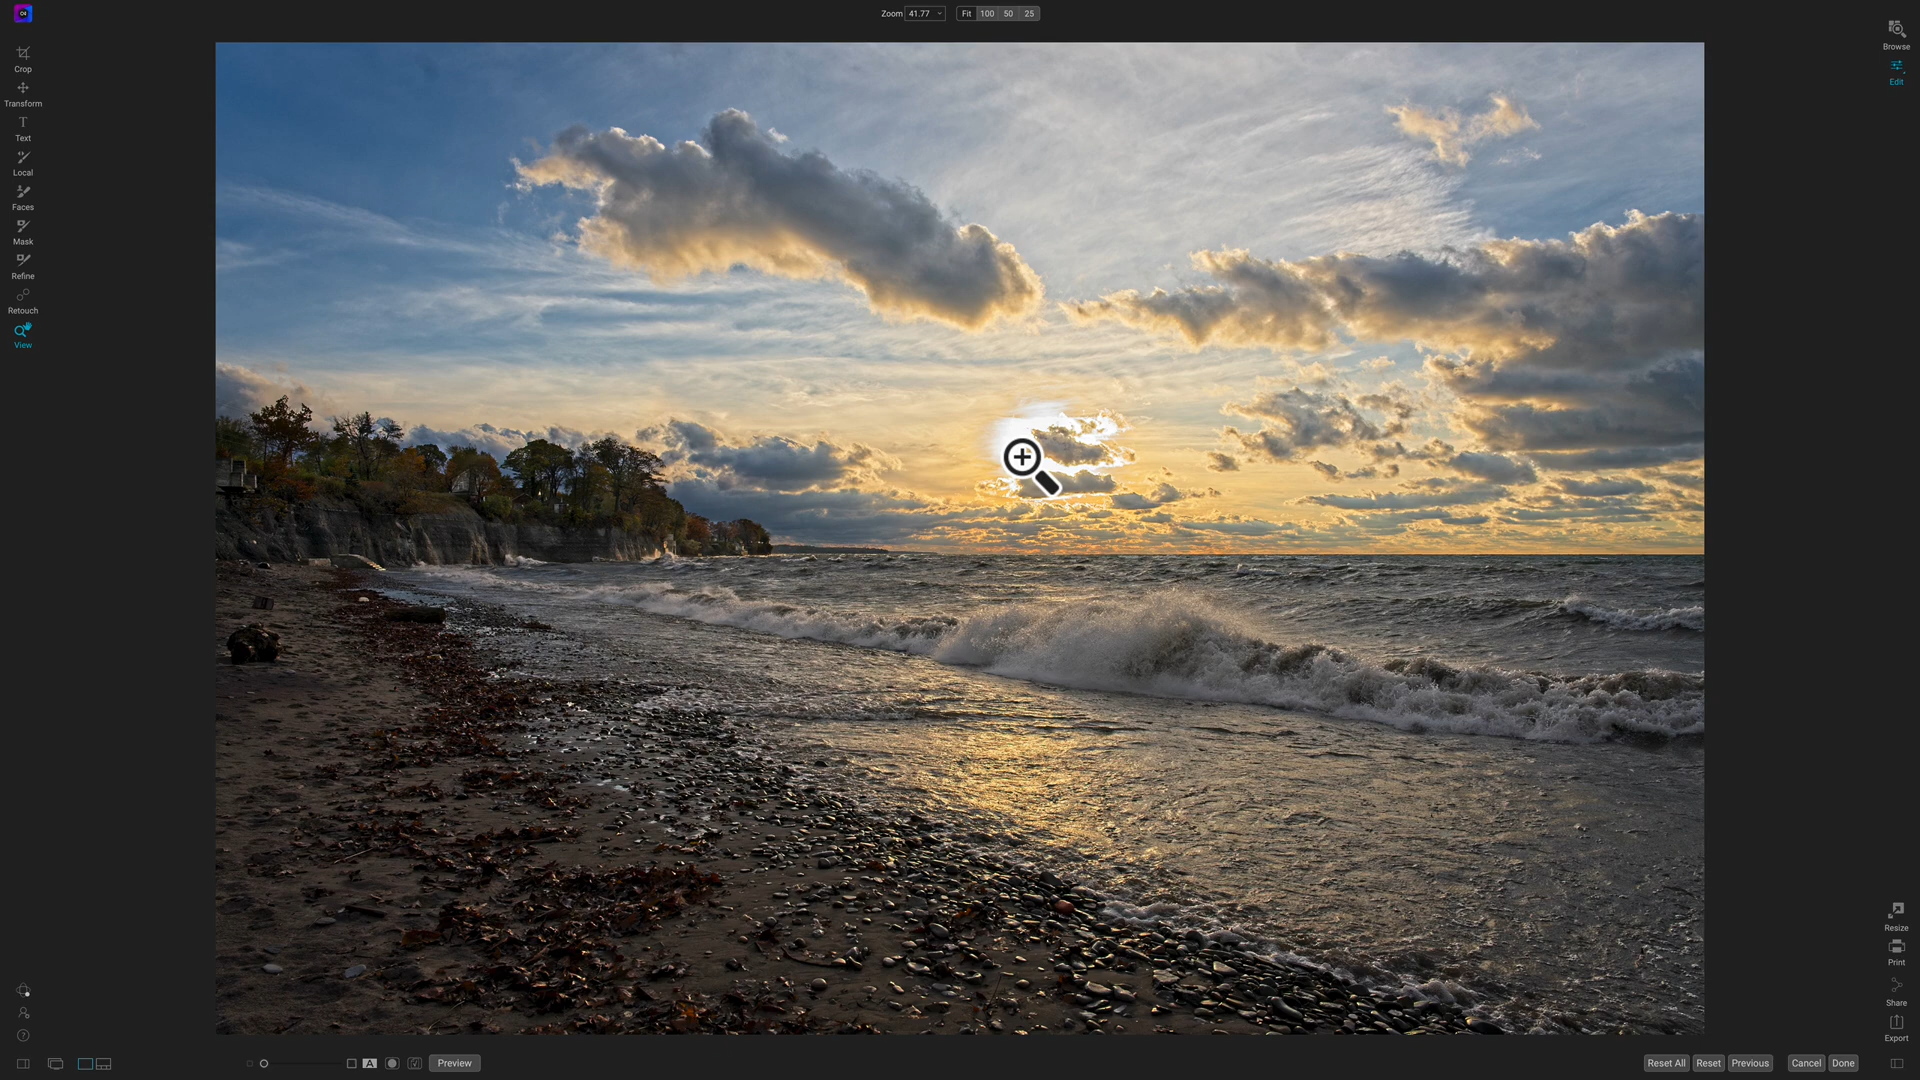 Zoom 41.77 Fit 100 50 25
Crop
Transform
Text
Local
Faces
Mask
Refine
Retouch
View
Browse
Edit
Resize
Print
Share
Export
A Preview Reset All Reset Previous Cancel Done